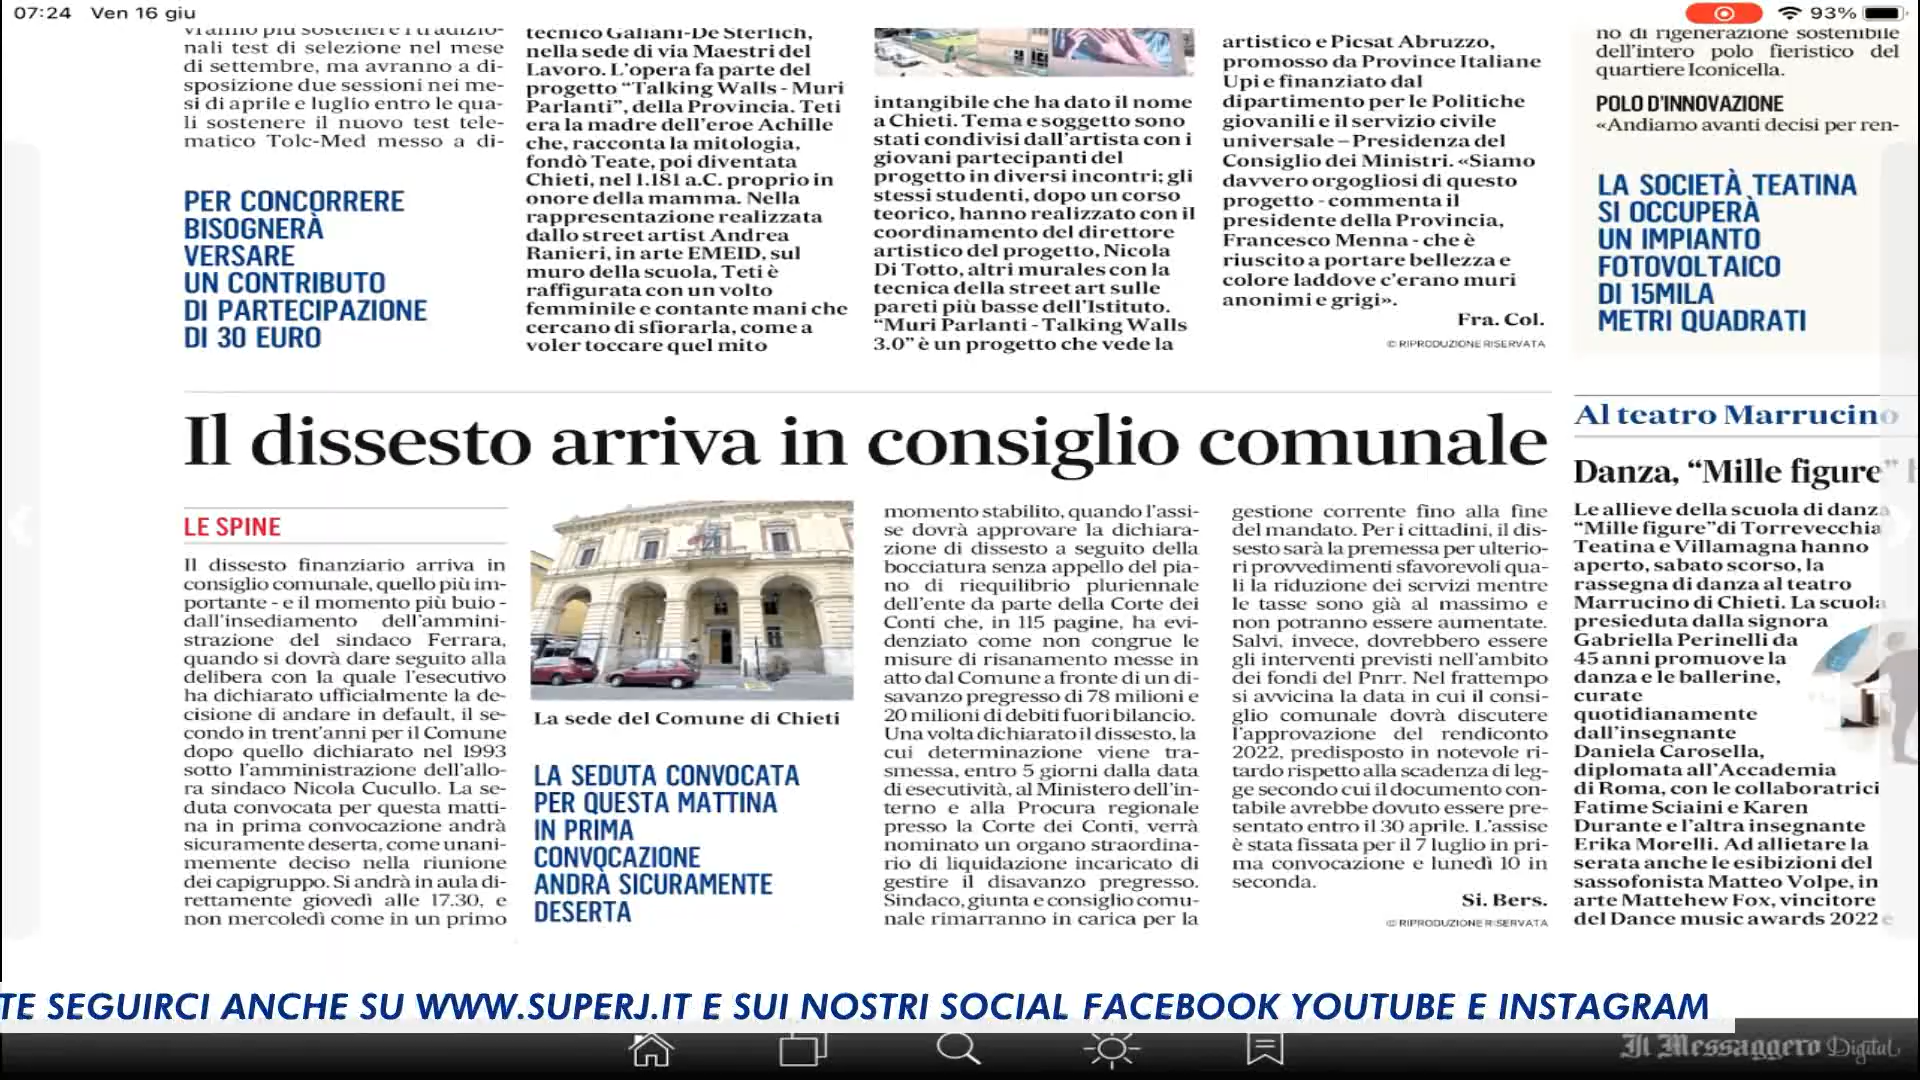 07:24 Ven 16 giu
93%
vranno più sostenere i tradizio-
nali test di selezione nel mese
di settembre, ma avranno a di-
sposizione due sessioni nei me-
si di aprile e luglio entro le qua-
li sostenere il nuovo test tele-
matico Tolc-Med messo a di-
PER CONCORRERE
BISOGNERÀ
VERSARE
UN CONTRIBUTO
DI PARTECIPAZIONE
DI 30 EURO
tecnico Galiani-De Sterlich,
nella sede di via Maestri del
Lavoro. L'opera fa parte del
progetto "Talking Walls - Muri
Parlanti", della Provincia. Teti
era la madre dell'eroe Achille
che, racconta la mitologia,
fondò Teate, poi diventata
Chieti, nel 1.181 a.C. proprio in
onore della mamma. Nella
rappresentazione realizzata
dallo street artist Andrea
Ranieri, in arte EMEID, sul
muro della scuola, Teti è
raffigurata con un volto
femminile e contante mani che
cercano di sfiorarla, come a
voler toccare quel mito
intangibile che ha dato il nome
a Chieti. Tema e soggetto sono
stati condivisi dall'artista con i
giovani partecipanti del
progetto in diversi incontri; gli
stessi studenti, dopo un corso
teorico, hanno realizzato con il
coordinamento del direttore
artistico del progetto, Nicola
Di Totto, altri murales con la
tecnica della street art sulle
pareti più basse dell'Istituto.
"Muri Parlanti - Talking Walls
3.0" è un progetto che vede la
artistico e Picsat Abruzzo,
promosso da Province Italiane
Upi e finanziato dal
dipartimento per le Politiche
giovanili e il servizio civile
universale – Presidenza del
Consiglio dei Ministri. «Siamo
davvero orgogliosi di questo
progetto - commenta il
presidente della Provincia,
Francesco Menna - che è
riuscito a portare bellezza e
colore laddove c'erano muri
anonimi e grigi».
Fra. Col.
© RIPRODUZIONE RISERVATA
no di rigenerazione sostenibile
dell'intero polo fieristico del
quartiere Iconicella.
POLO D'INNOVAZIONE
«Andiamo avanti decisi per ren-
LA SOCIETÀ TEATINA
SI OCCUPERÀ
UN IMPIANTO
FOTOVOLTAICO
DI 15MILA
METRI QUADRATI
Il dissesto arriva in consiglio comunale
LE SPINE
Il dissesto finanziario arriva in
consiglio comunale, quello più im-
portante - e il momento più buio -
dall'insediamento dell'ammini-
strazione del sindaco Ferrara,
quando si dovrà dare seguito alla
delibera con la quale l'esecutivo
ha dichiarato ufficialmente la de-
cisione di andare in default, il se-
condo in trent'anni per il Comune
dopo quello dichiarato nel 1993
sotto l'amministrazione dell'allo-
ra sindaco Nicola Cucullo. La se-
duta convocata per questa matti-
na in prima convocazione andrà
sicuramente deserta, come unani-
memente deciso nella riunione
dei capigruppo. Si andrà in aula di-
rettamente giovedì alle 17.30, e
non mercoledì come in un primo
La sede del Comune di Chieti
LA SEDUTA CONVOCATA
PER QUESTA MATTINA
IN PRIMA
CONVOCAZIONE
ANDRÀ SICURAMENTE
DESERTA
momento stabilito, quando l'assi-
se dovrà approvare la dichiara-
zione di dissesto a seguito della
bocciatura senza appello del pia-
no di riequilibrio pluriennale
dell'ente da parte della Corte dei
Conti che, in 115 pagine, ha evi-
denziato come non congrue le
misure di risanamento messe in
atto dal Comune a fronte di un di-
savanzo pregresso di 78 milioni e
20 milioni di debiti fuori bilancio.
Una volta dichiarato il dissesto, la
cui determinazione viene tra-
smessa, entro 5 giorni dalla data
di esecutività, al Ministero dell'in-
terno e alla Procura regionale
presso la Corte dei Conti, verrà
nominato un organo straordina-
rio di liquidazione incaricato di
gestire il disavanzo pregresso.
Sindaco, giunta e consiglio comu-
nale rimarranno in carica per la
gestione corrente fino alla fine
del mandato. Per i cittadini, il dis-
sesto sarà la premessa per ulterio-
ri provvedimenti sfavorevoli qua-
li la riduzione dei servizi mentre
le tasse sono già al massimo e
non potranno essere aumentate.
Salvi, invece, dovrebbero essere
gli interventi previsti nell'ambito
dei fondi del Pnrr. Nel frattempo
si avvicina la data in cui il consi-
glio comunale dovrà discutere
l'approvazione del rendiconto
2022, predisposto in notevole ri-
tardo rispetto alla scadenza di leg-
ge secondo cui il documento con-
tabile avrebbe dovuto essere pre-
sentato entro il 30 aprile. L'assise
è stata fissata per il 7 luglio in pri-
ma convocazione e lunedì 10 in
seconda.
Si. Bers.
© RIPRODUZIONE RISERVATA
Al teatro Marrucino
Danza, "Mille figure"
Le allieve della scuola di danza
"Mille figure"di Torrevecchia
Teatina e Villamagna hanno
aperto, sabato scorso, la
rassegna di danza al teatro
Marrucino di Chieti. La scuola
presieduta dalla signora
Gabriella Perinelli da
45 anni promuove la
danza e le ballerine,
curate
quotidianamente
dall'insegnante
Daniela Carosella,
diplomata all'Accademia
di Roma, con le collaboratrici
Fatime Sciaini e Karen
Durante e l'altra insegnante
Erika Morelli. Ad allietare la
serata anche le esibizioni del
sassofonista Matteo Volpe, in
arte Mattehew Fox, vincitore
del Dance music awards 2022 e
TE SEGUIRCI ANCHE SU WWW.SUPERJ.IT E SUI NOSTRI SOCIAL FACEBOOK YOUTUBE E INSTAGRAM
Il Messaggero Digital